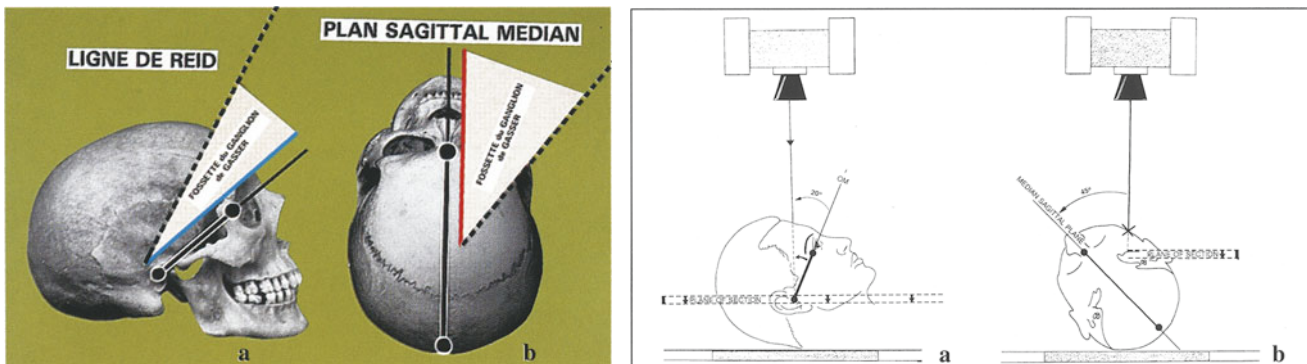 LIGNE DE REID
FOSSETTE du GANGLION
de GASSER
a
PLAN SAGITTAL MEDIAN
FOSSETTE du GANGLION
de GASSER
b
OM
20°
a
45°
MEDIAN SAGITTAL PLANE
b